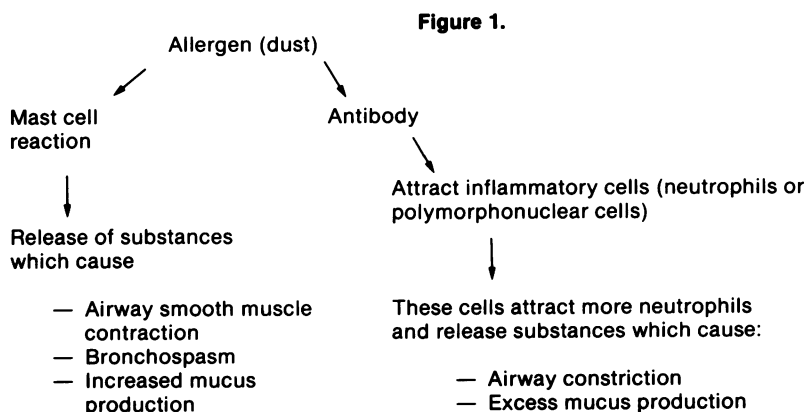 Figure 1.
Allergen (dust)
Mast cell
reaction
Antibody
Attract inflammatory cells (neutrophils or
polymorphonuclear cells)
Release of substances
which cause
— Airway smooth muscle
contraction
— Bronchospasm
— Increased mucus
production
These cells attract more neutrophils
and release substances which cause:
— Airway constriction
— Excess mucus production